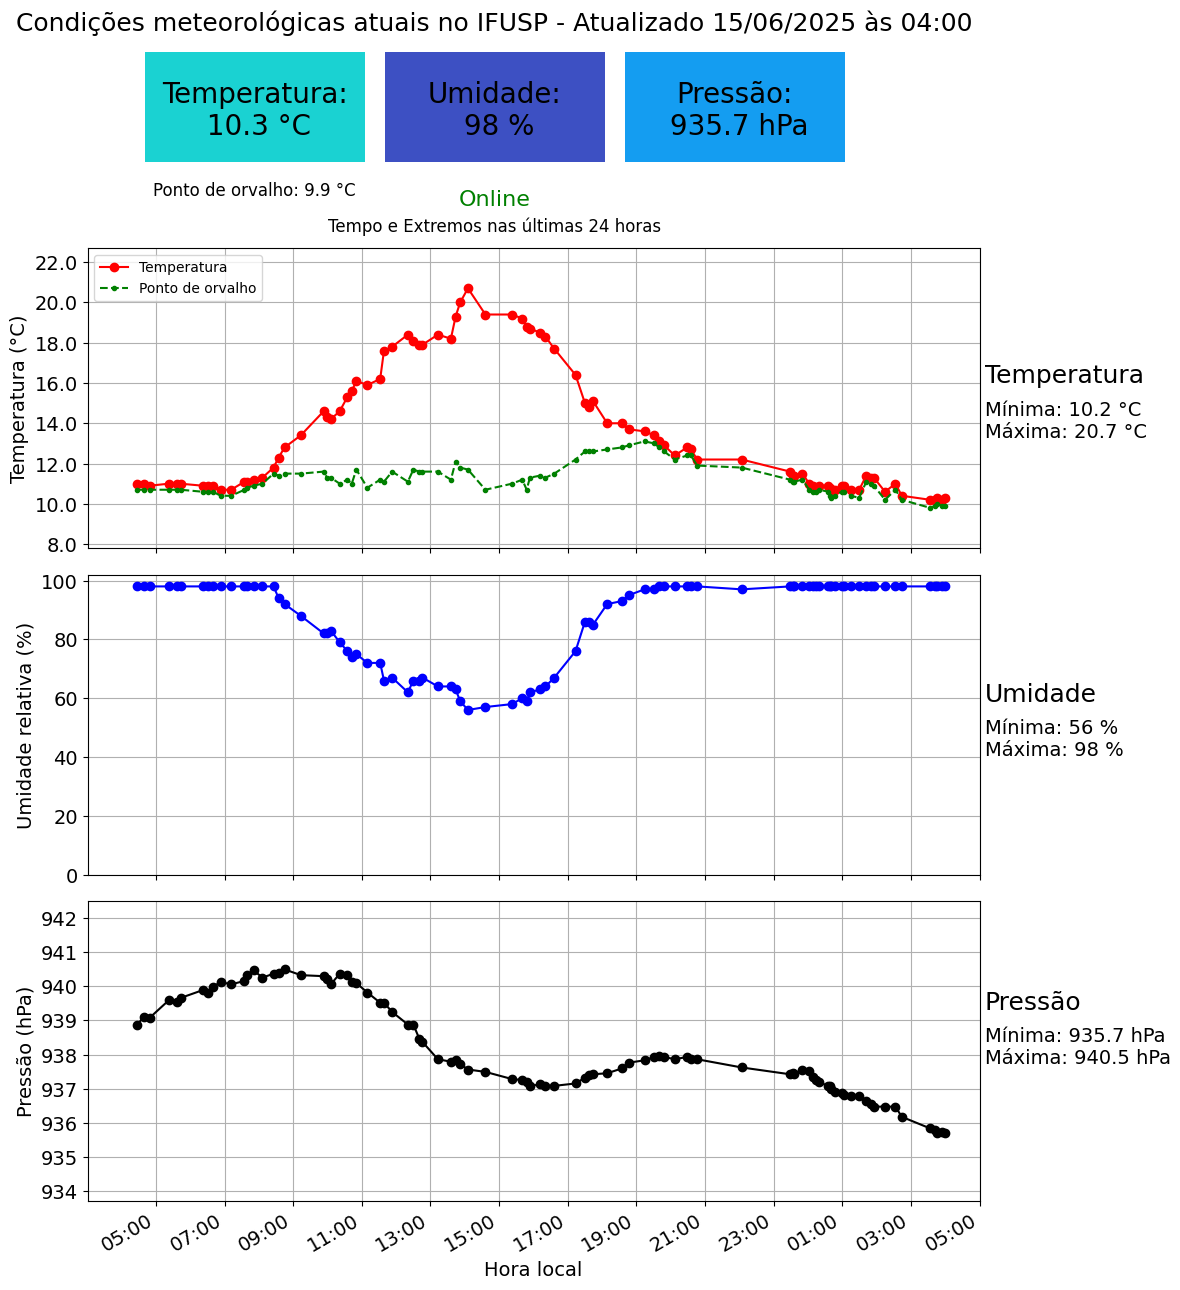 Condições meteorológicas atuais no IFUSP - Atualizado 15/06/2025 às 04:00
Temperatura:
10.3 °C
Umidade:
98 %
Pressão:
935.7 hPa
Ponto de orvalho: 9.9 °C
Online
Tempo e Extremos nas últimas 24 horas
Temperatura (°C)
22.0
20.0
18.0
16.0
14.0
12.0
10.0
8.0
Temperatura
Ponto de orvalho
Temperatura
Mínima: 10.2 °C
Máxima: 20.7 °C
Umidade relativa (%)
100
80
60
40
20
0
Umidade
Mínima: 56 %
Máxima: 98 %
Pressão (hPa)
942
941
940
939
938
937
936
935
934
Pressão
Mínima: 935.7 hPa
Máxima: 940.5 hPa
05:00 07:00 09:00 11:00 13:00 15:00 17:00 19:00 21:00 23:00 01:00 03:00 05:00
Hora local